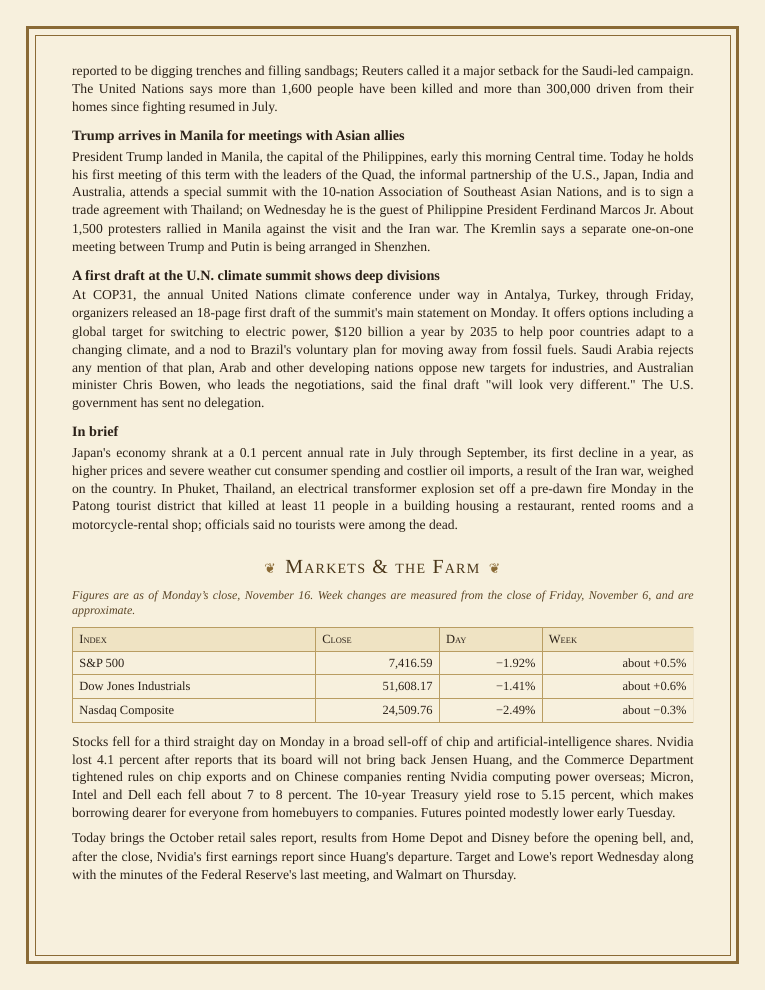 reported to be digging trenches and filling sandbags; Reuters called it a major setback for the Saudi-led campaign.
The United Nations says more than 1,600 people have been killed and more than 300,000 driven from their
homes since fighting resumed in July.
Trump arrives in Manila for meetings with Asian allies
President Trump landed in Manila, the capital of the Philippines, early this morning Central time. Today he holds
his first meeting of this term with the leaders of the Quad, the informal partnership of the U.S., Japan, India and
Australia, attends a special summit with the 10-nation Association of Southeast Asian Nations, and is to sign a
trade agreement with Thailand; on Wednesday he is the guest of Philippine President Ferdinand Marcos Jr. About
1,500 protesters rallied in Manila against the visit and the Iran war. The Kremlin says a separate one-on-one
meeting between Trump and Putin is being arranged in Shenzhen.
A first draft at the U.N. climate summit shows deep divisions
At COP31, the annual United Nations climate conference under way in Antalya, Turkey, through Friday,
organizers released an 18-page first draft of the summit's main statement on Monday. It offers options including a
global target for switching to electric power, $120 billion a year by 2035 to help poor countries adapt to a
changing climate, and a nod to Brazil's voluntary plan for moving away from fossil fuels. Saudi Arabia rejects
any mention of that plan, Arab and other developing nations oppose new targets for industries, and Australian
minister Chris Bowen, who leads the negotiations, said the final draft "will look very different." The U.S.
government has sent no delegation.
In brief
Japan's economy shrank at a 0.1 percent annual rate in July through September, its first decline in a year, as
higher prices and severe weather cut consumer spending and costlier oil imports, a result of the Iran war, weighed
on the country. In Phuket, Thailand, an electrical transformer explosion set off a pre-dawn fire Monday in the
Patong tourist district that killed at least 11 people in a building housing a restaurant, rented rooms and a
motorcycle-rental shop; officials said no tourists were among the dead.
❦ Markets & the Farm ❦
Figures are as of Monday’s close, November 16. Week changes are measured from the close of Friday, November 6, and are
approximate.
Index Close Day Week
S&P 500 7,416.59 −1.92% about +0.5%
Dow Jones Industrials 51,608.17 −1.41% about +0.6%
Nasdaq Composite 24,509.76 −2.49% about −0.3%
Stocks fell for a third straight day on Monday in a broad sell-off of chip and artificial-intelligence shares. Nvidia
lost 4.1 percent after reports that its board will not bring back Jensen Huang, and the Commerce Department
tightened rules on chip exports and on Chinese companies renting Nvidia computing power overseas; Micron,
Intel and Dell each fell about 7 to 8 percent. The 10-year Treasury yield rose to 5.15 percent, which makes
borrowing dearer for everyone from homebuyers to companies. Futures pointed modestly lower early Tuesday.
Today brings the October retail sales report, results from Home Depot and Disney before the opening bell, and,
after the close, Nvidia's first earnings report since Huang's departure. Target and Lowe's report Wednesday along
with the minutes of the Federal Reserve's last meeting, and Walmart on Thursday.